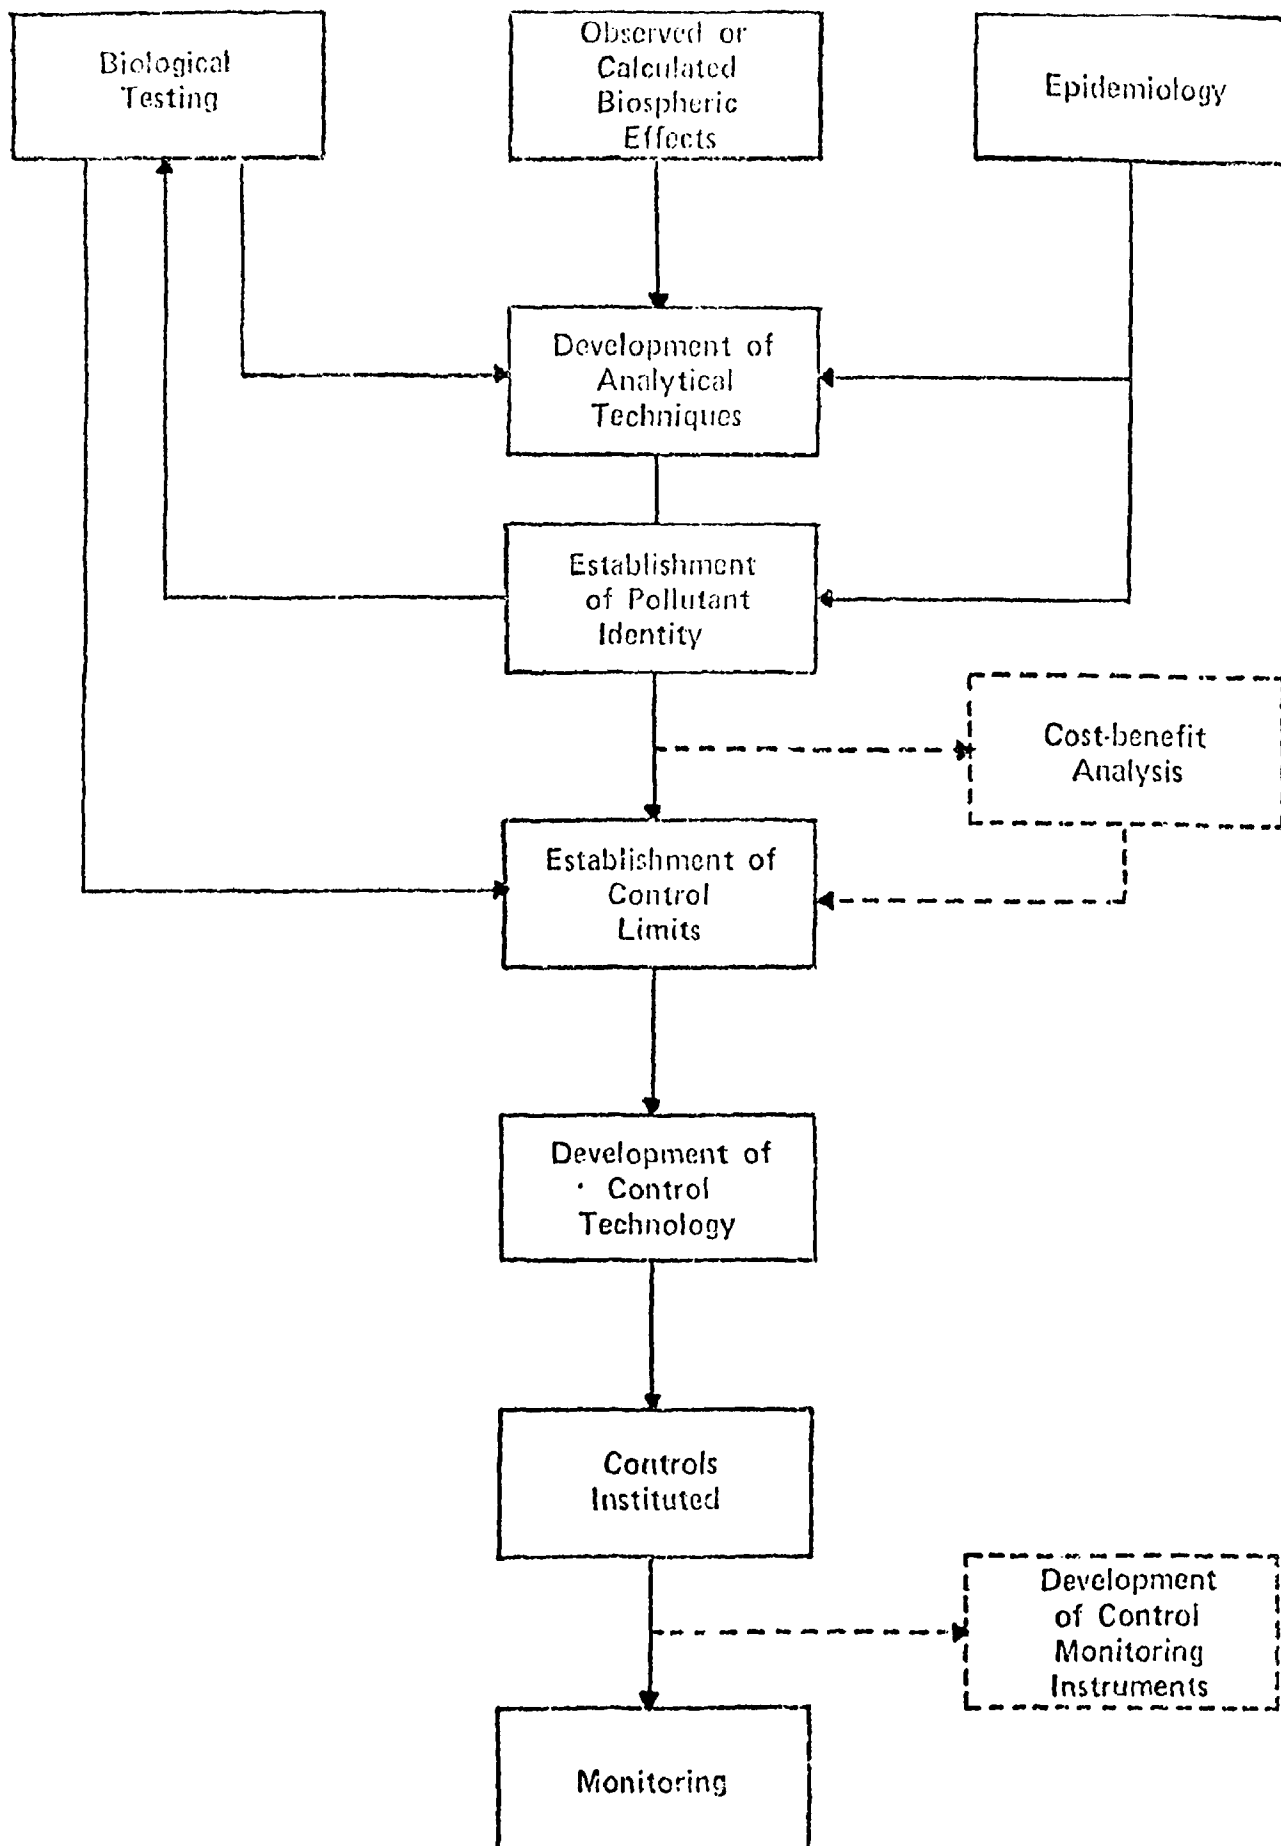 Biological
Testing
Observed or
Calculated
Biospheric
Effects
Epidemiology
Development of
Analytical
Techniques
Establishment
of Pollutant
Identity
Cost-benefit
Analysis
Establishment of
Control
Limits
Development of
Control
Technology
Controls
Instituted
Development
of Control
Monitoring
Instruments
Monitoring